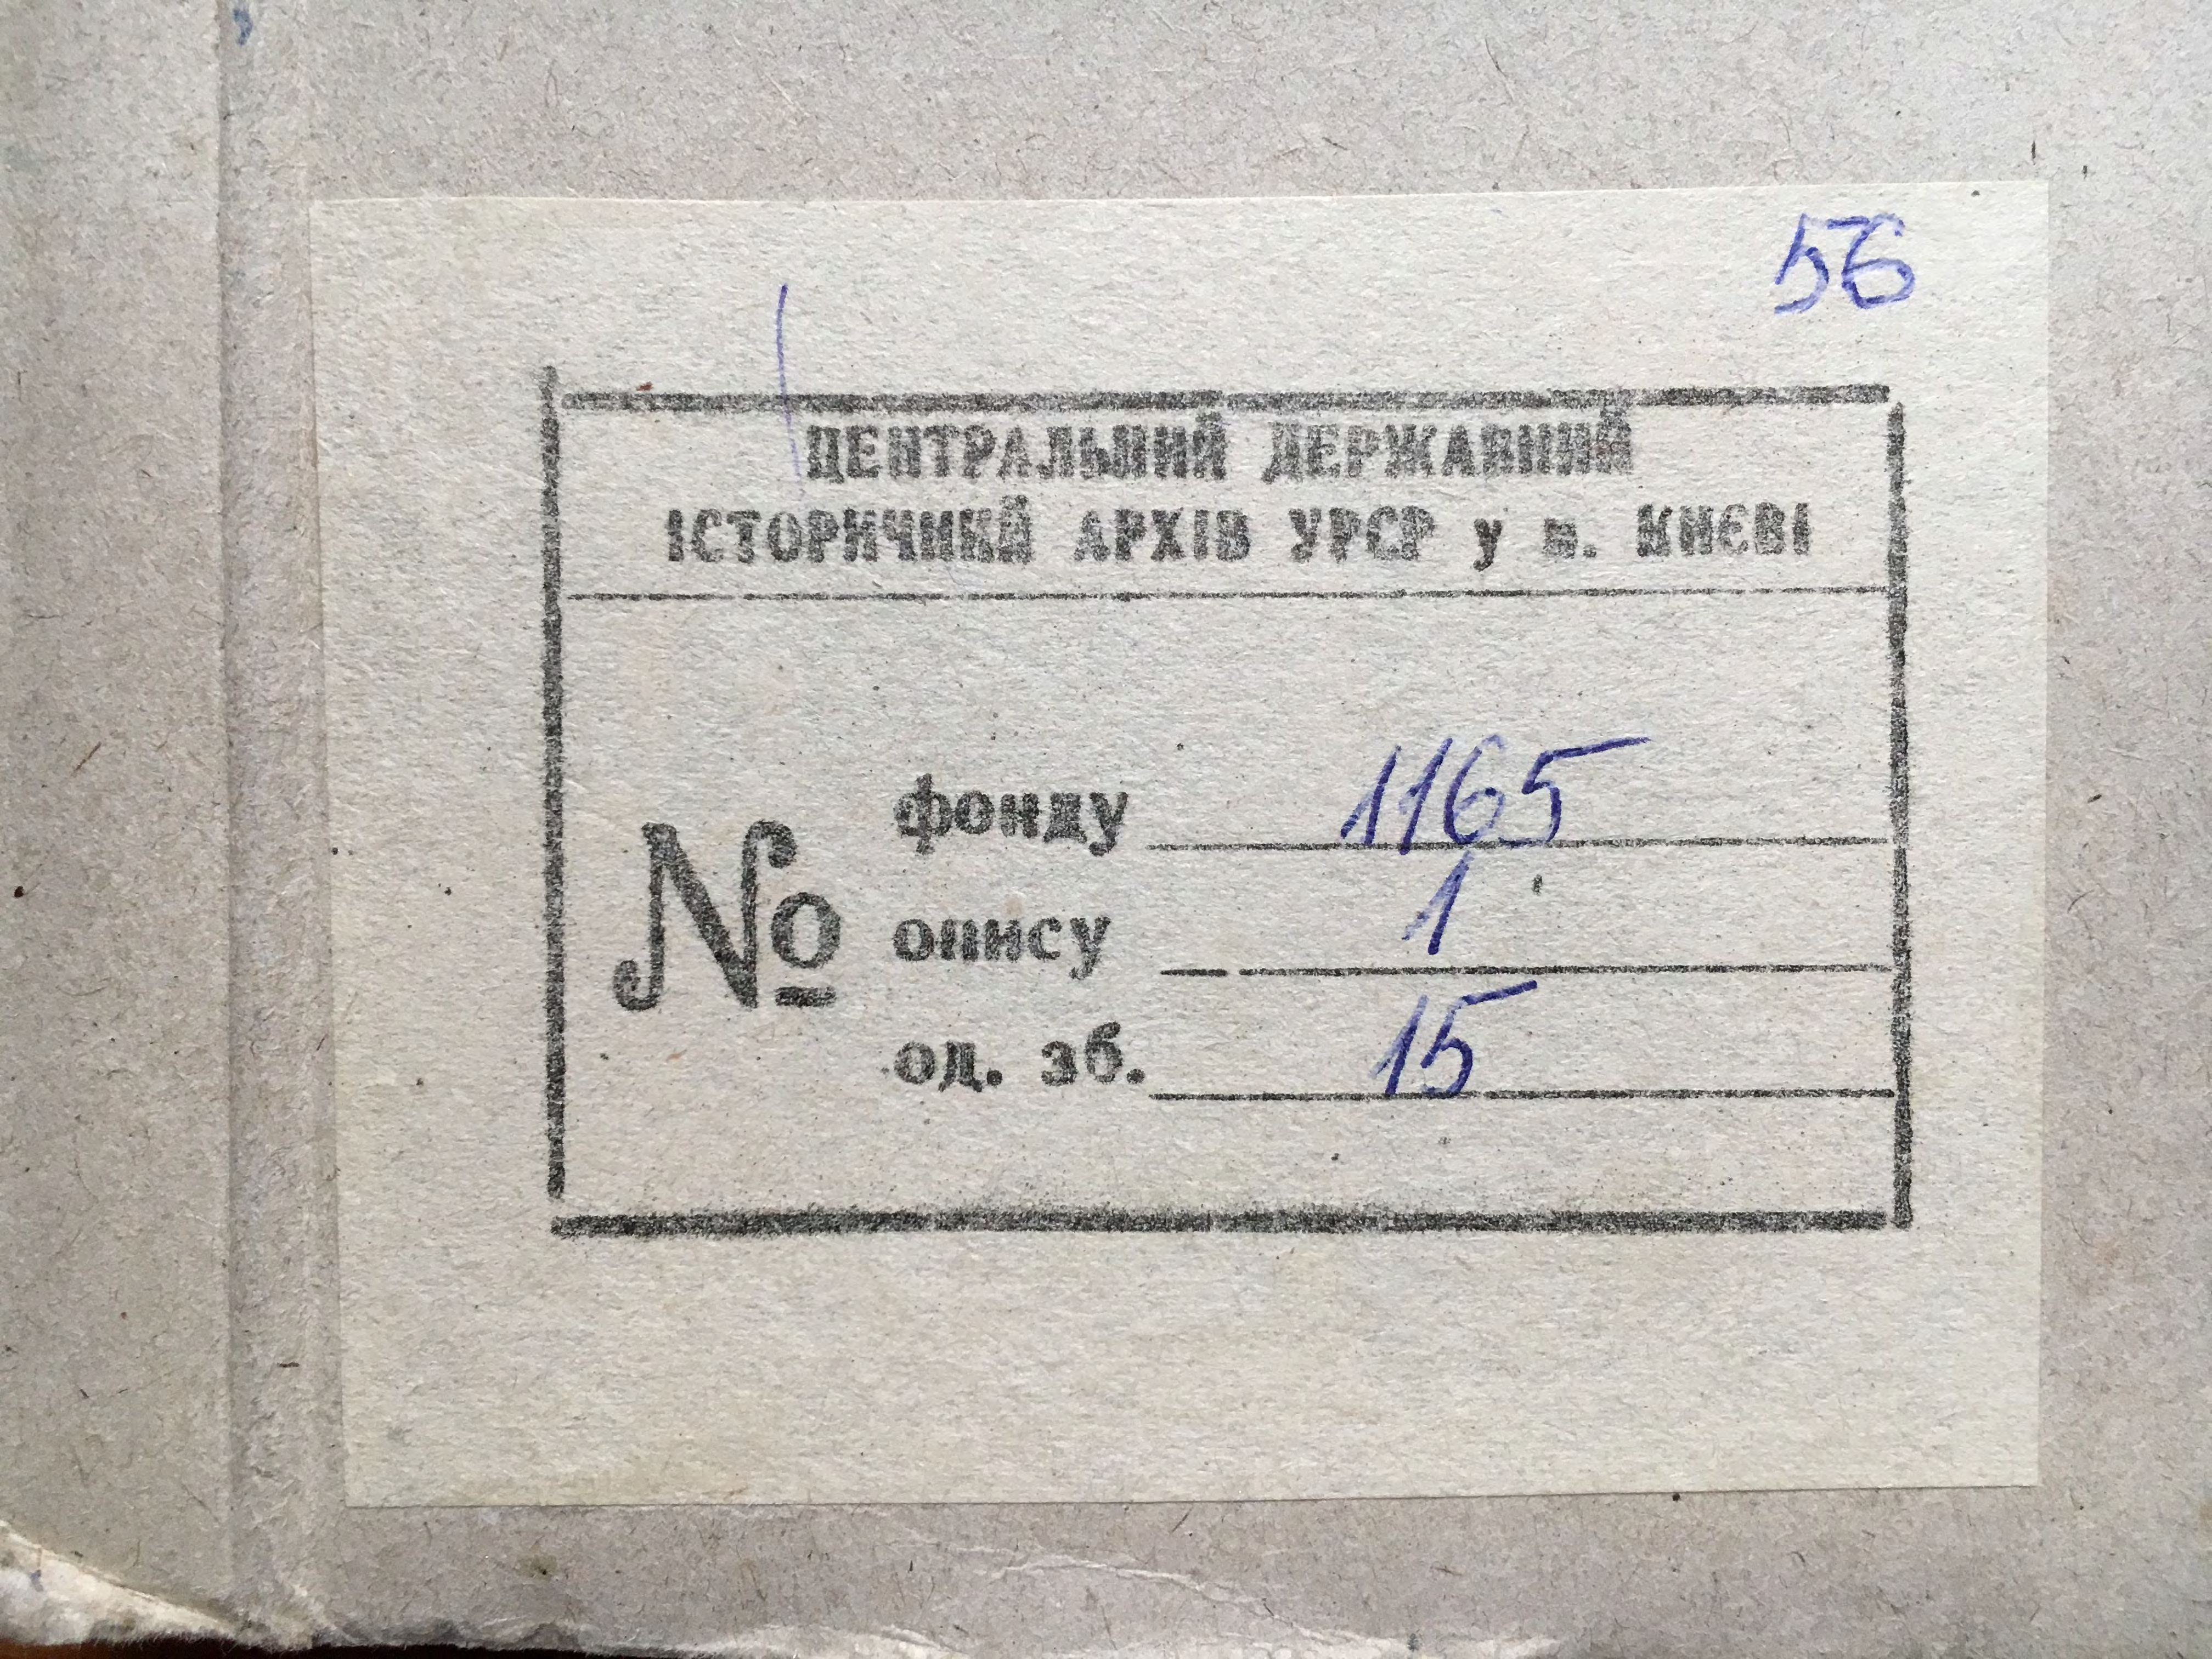 56
ЦЕНТРАЛЬНИЙ ДЕРЖАВНИЙ
ІСТОРИЧНИЙ АРХІВ УРСР у м. КИЄВІ
№
фонду 1165
опису 1
од. зб. 15